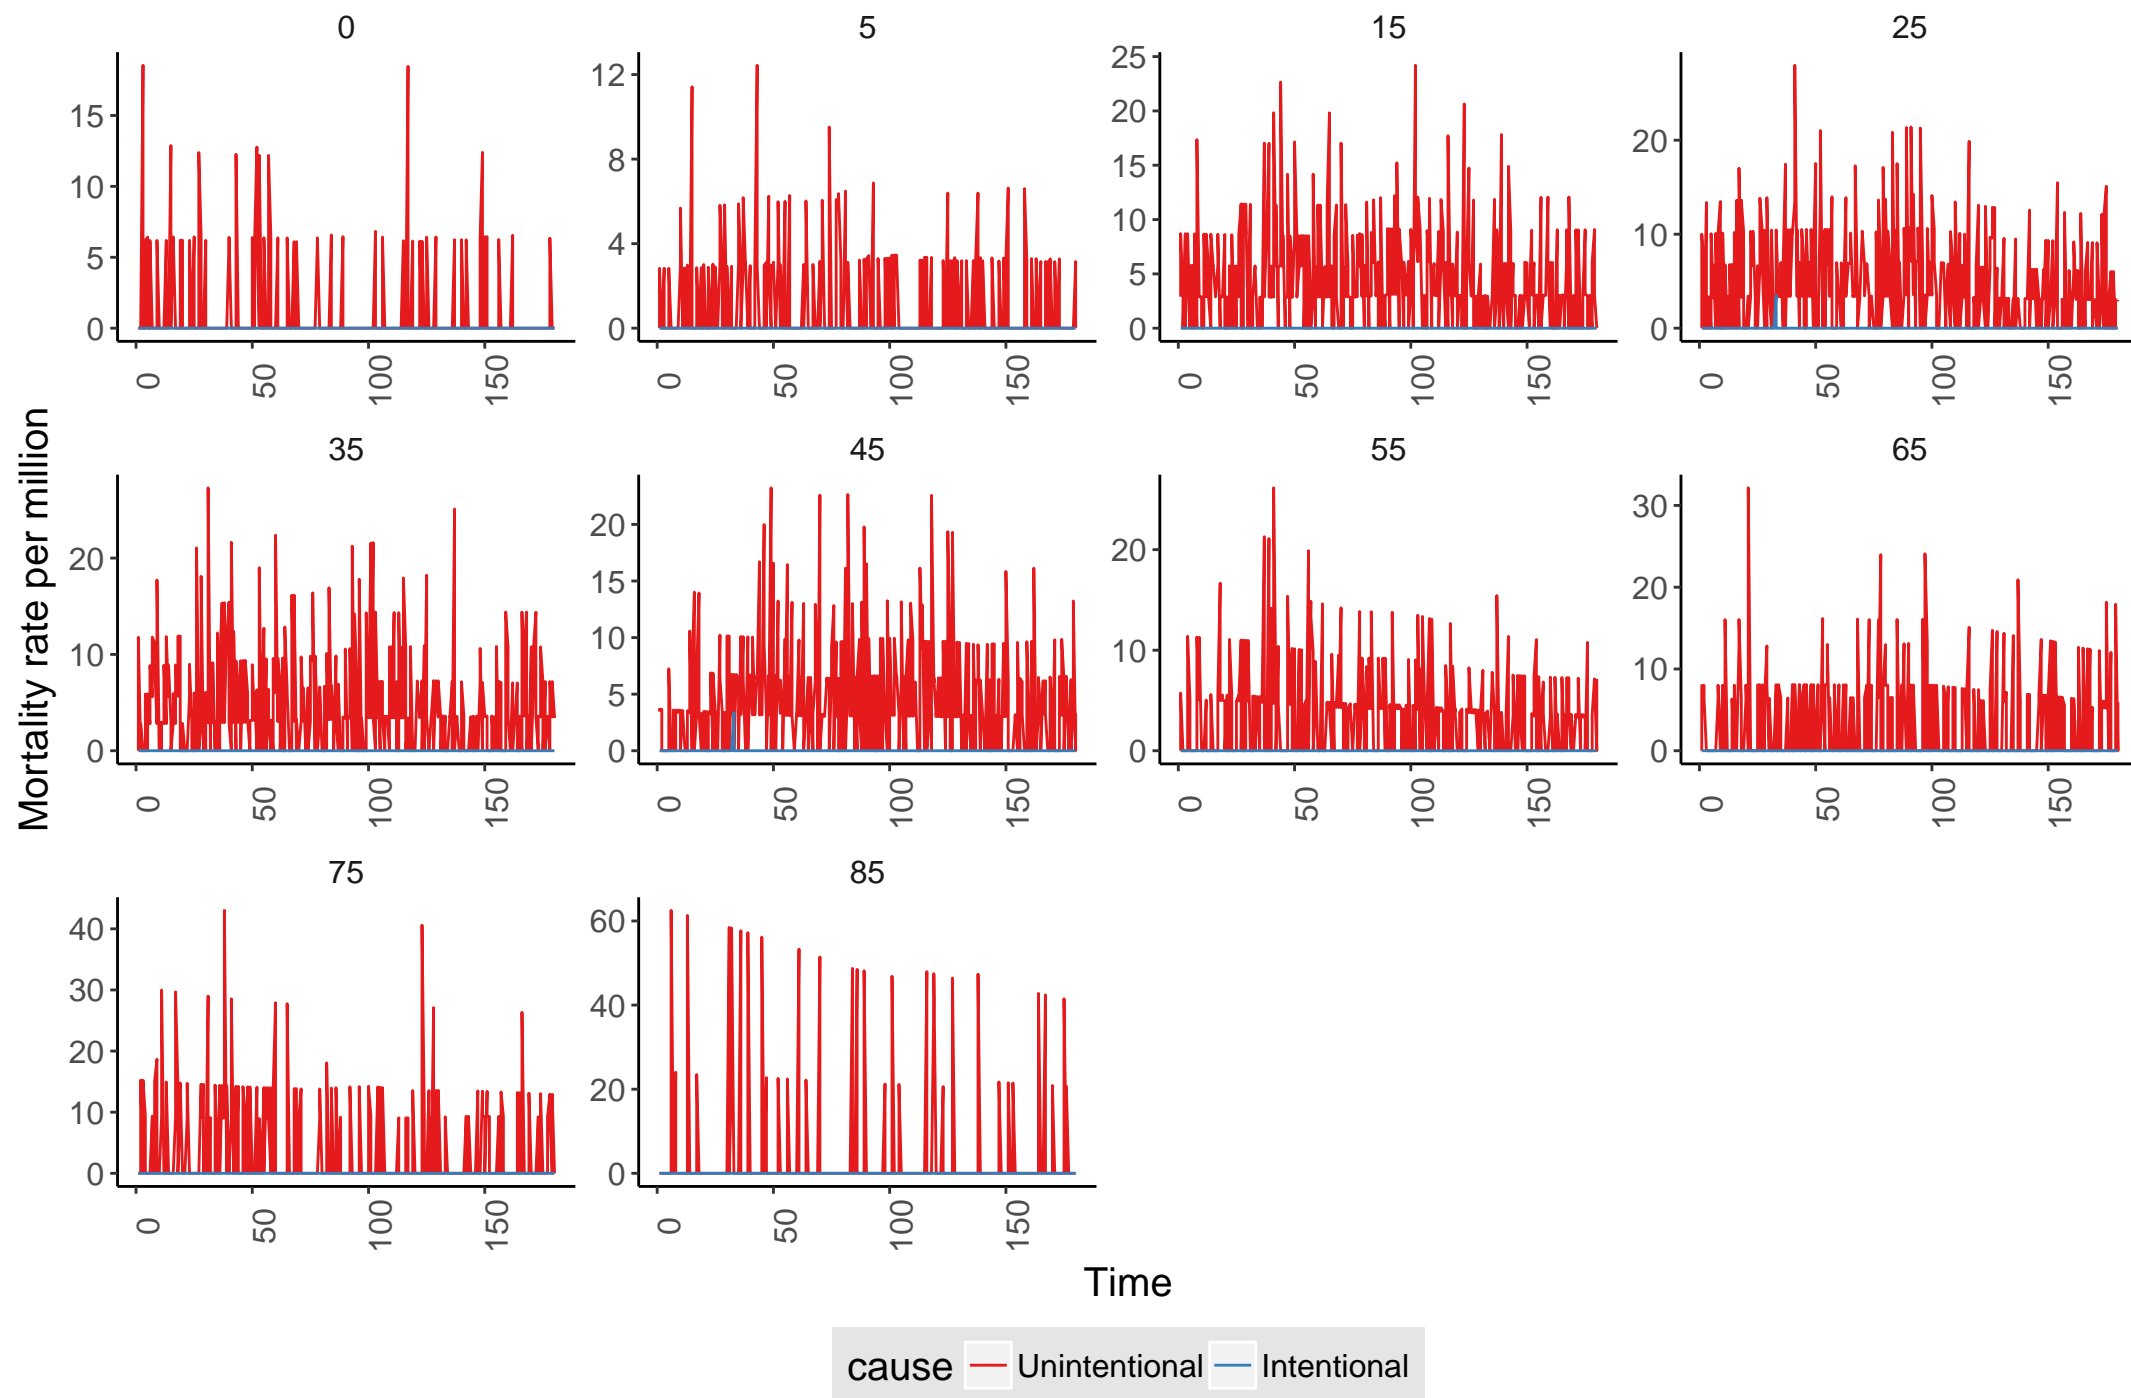 0 5 15 25
15 10 5 0
12 8 4 0
25 20 15 10 5 0
20 10 0
0 50 100 150 0 50 100 150 0 50 100 150 0 50 100 150
Mortality rate per million
35 45 55 65
20 10 0
20 15 10 5 0
20 10 0
30 20 10 0
0 50 100 150 0 50 100 150 0 50 100 150 0 50 100 150
75 85
40 30 20 10 0
60 40 20 0
0 50 100 150 0 50 100 150
Time
cause Unintentional Intentional